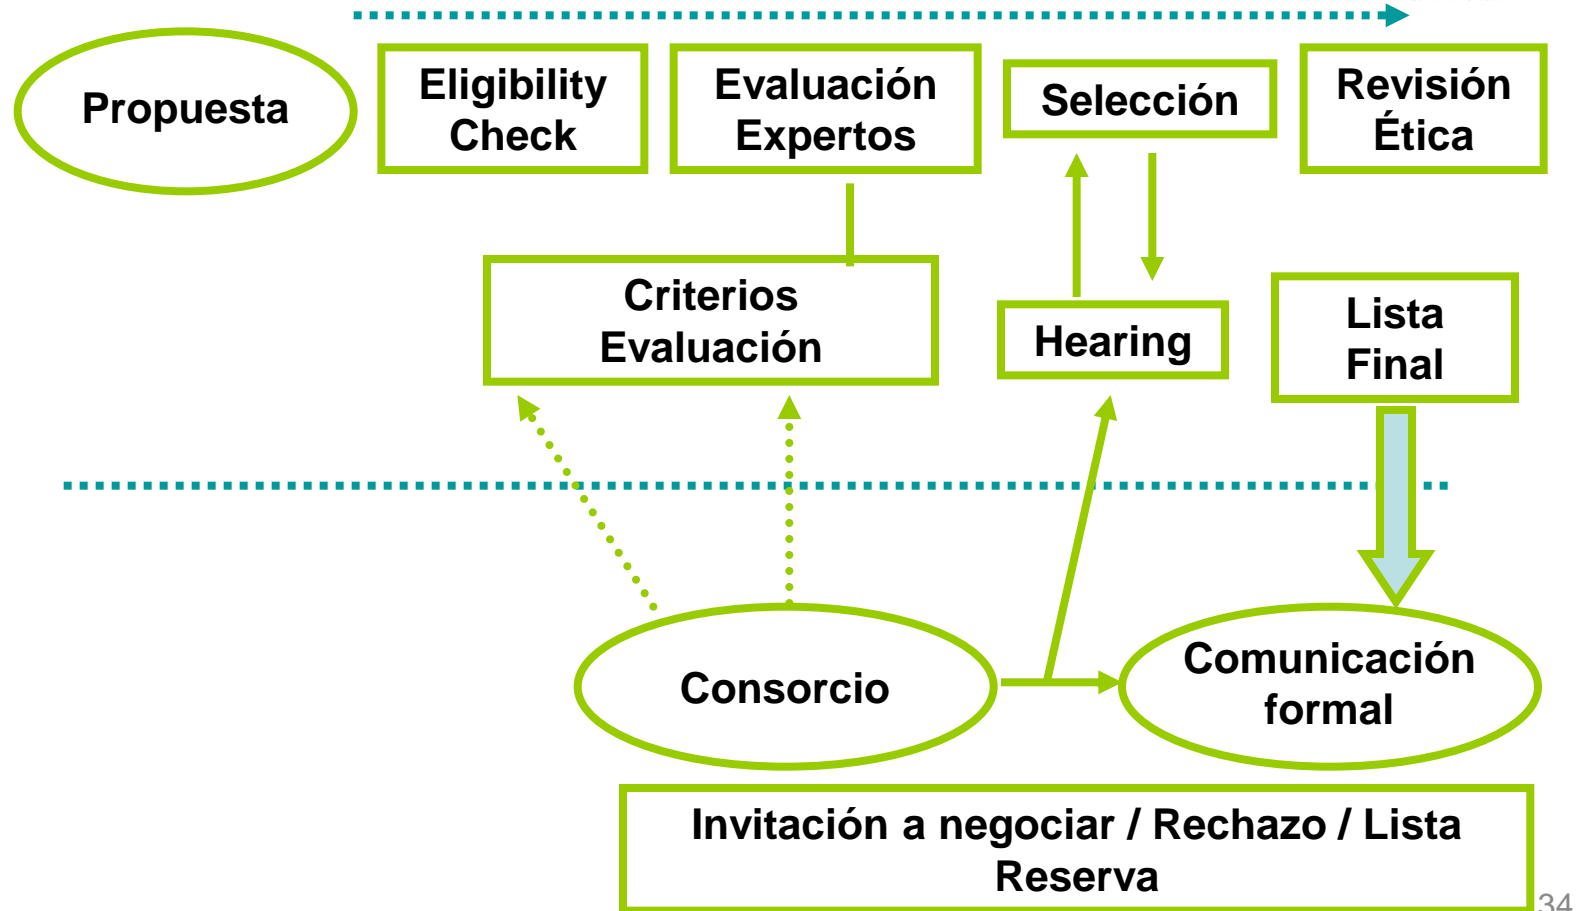 Propuesta
Eligibility
Check
Evaluación
Expertos
Selección
Revisión
Ética
Criterios
Evaluación
Hearing
Lista
Final
Consorcio
Comunicación
formal
Invitación a negociar / Rechazo / Lista
Reserva
34